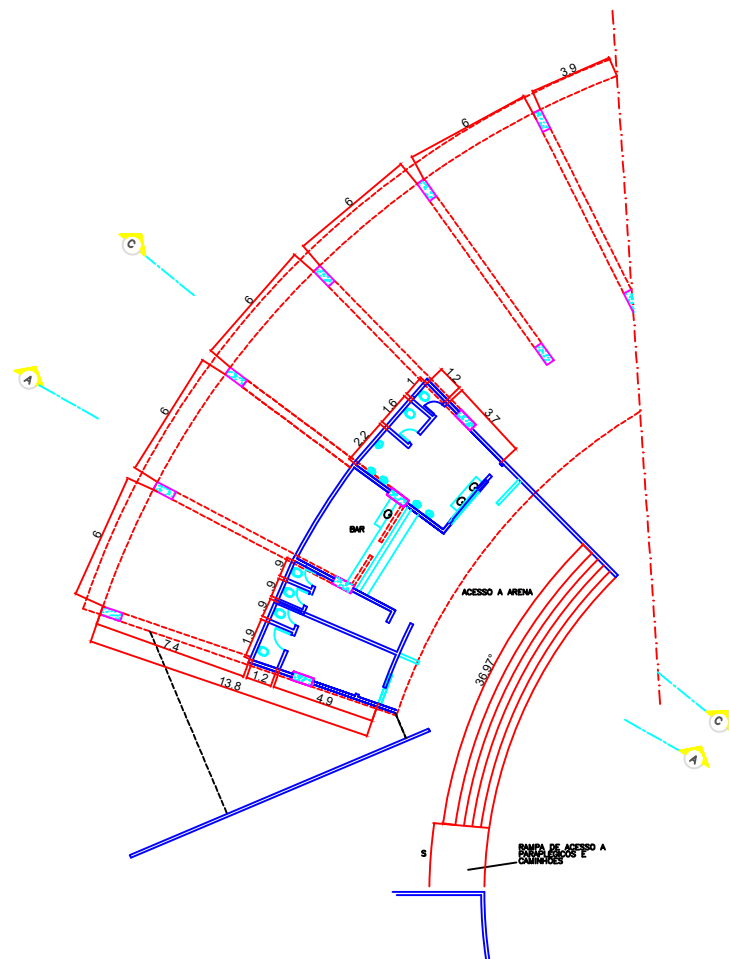 3.9
6
6
6
6
6
C
A
1.2
1
1.6
3.7
2.2
G
G
G
BAR
ACESSO A ARENA
9
9
9
1.9
7.4
1.2
13.8
4.9
36.97°
C
A
S
RAMPA DE ACESSO A
PARAPLEGICOS E
CAMINHÕES